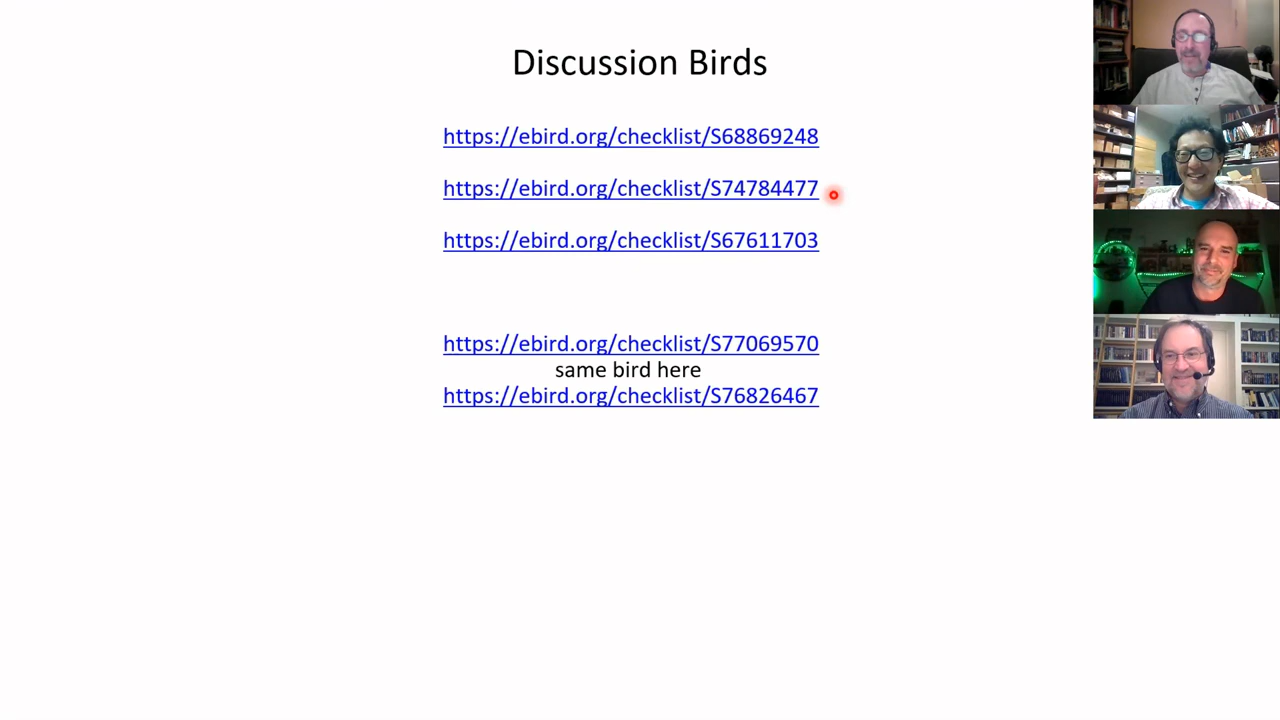 Discussion Birds
https://ebird.org/checklist/S68869248
https://ebird.org/checklist/S74784477
https://ebird.org/checklist/S67611703
https://ebird.org/checklist/S77069570
same bird here
https://ebird.org/checklist/S76826467